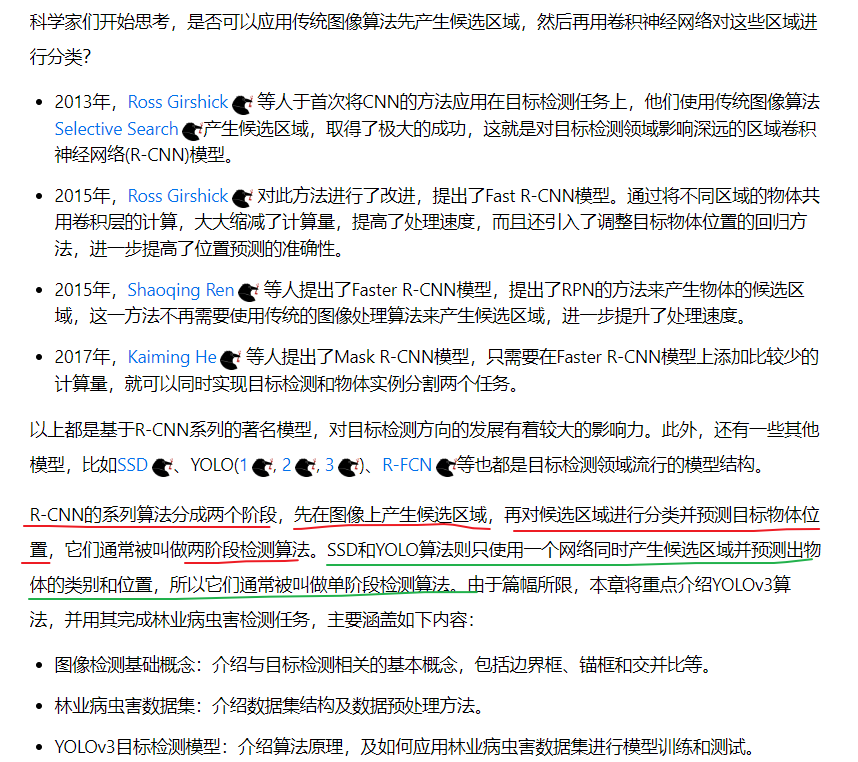 科学家们开始思考，是否可以应用传统图像算法先产生候选区域，然后再用卷积神经网络对这些区域进
行分类？
2013年，Ross Girshick 等人于首次将CNN的方法应用在目标检测任务上，他们使用传统图像算法
Selective Search 产生候选区域，取得了极大的成功，这就是对目标检测领域影响深远的区域卷积
神经网络(R-CNN)模型。
2015年，Ross Girshick 对此方法进行了改进，提出了Fast R-CNN模型。通过将不同区域的物体共
用卷积层的计算，大大缩减了计算量，提高了处理速度，而且还引入了调整目标物体位置的回归方
法，进一步提高了位置预测的准确性。
2015年，Shaoqing Ren 等人提出了Faster R-CNN模型，提出了RPN的方法来产生物体的候选区
域，这一方法不再需要使用传统的图像处理算法来产生候选区域，进一步提升了处理速度。
2017年，Kaiming He 等人提出了Mask R-CNN模型，只需要在Faster R-CNN模型上添加比较少的
计算量，就可以同时实现目标检测和物体实例分割两个任务。
以上都是基于R-CNN系列的著名模型，对目标检测方向的发展有着较大的影响力。此外，还有一些其他
模型，比如SSD 、YOLO(1 , 2 , 3 )、R-FCN 等也都是目标检测领域流行的模型结构。
R-CNN的系列算法分成两个阶段，先在图像上产生候选区域，再对候选区域进行分类并预测目标物体位
置，它们通常被叫做两阶段检测算法。SSD和YOLO算法则只使用一个网络同时产生候选区域并预测出物
体的类别和位置，所以它们通常被叫做单阶段检测算法。由于篇幅所限，本章将重点介绍YOLOv3算
法，并用其完成林业病虫害检测任务，主要涵盖如下内容：
图像检测基础概念：介绍与目标检测相关的基本概念，包括边界框、锚框和交并比等。
林业病虫害数据集：介绍数据集结构及数据预处理方法。
YOLOv3目标检测模型：介绍算法原理，及如何应用林业病虫害数据集进行模型训练和测试。